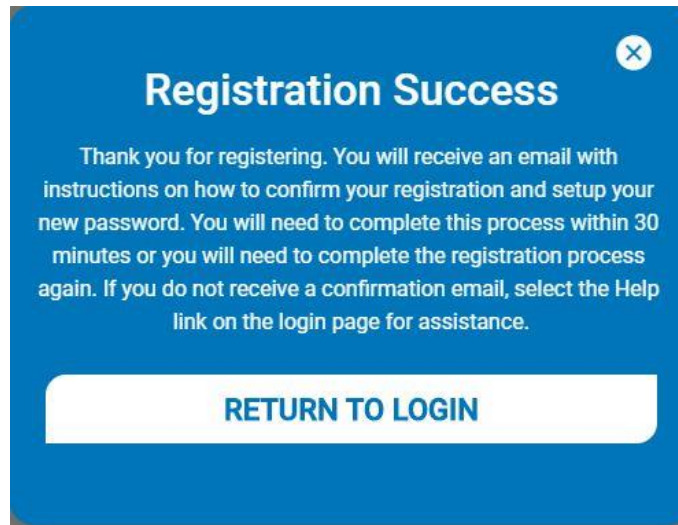 Registration Success
Thank you for registering. You will receive an email with
instructions on how to confirm your registration and setup your
new password. You will need to complete this process within 30
minutes or you will need to complete the registration process
again. If you do not receive a confirmation email, select the Help
link on the login page for assistance.
RETURN TO LOGIN